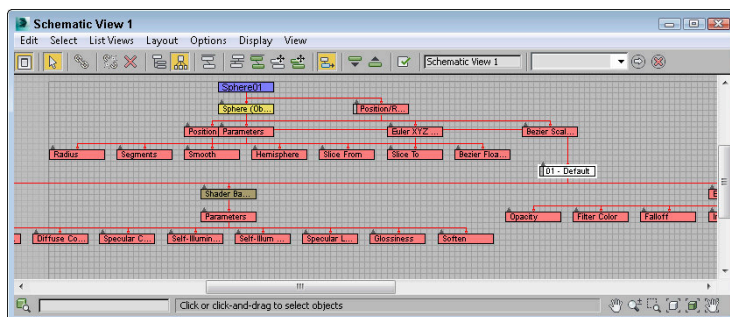 Schematic View 1
Edit Select List Views Layout Options Display View
Schematic View 1
Sphere01
Sphere (Ob... Position/R...
Position Parameters Euler XYZ ... Bezier Scal...
Radius Segments Smooth Hemisphere Slice From Slice To Bezier Floa...
01 - Default
Shader Ba...
Parameters Opacity Filter Color Falloff
Diffuse Co... Specular C... Self-Illumin... Self-Illum ... Specular L... Glossiness Soften
Click or click-and-drag to select objects